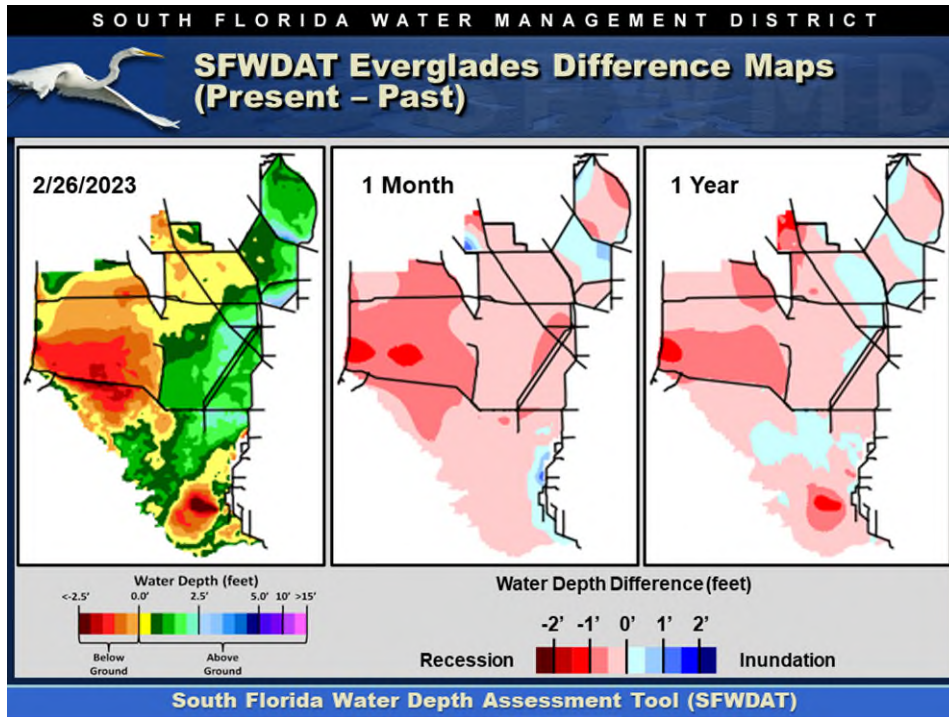 SOUTH FLORIDA WATER MANAGEMENT DISTRICT
SFWDAT Everglades Difference Maps
(Present – Past)
2/26/2023
1 Month
1 Year
Water Depth (feet)
<-2.5' 0.0' 2.5' 5.0' 10' >15'
Below
Ground
Above
Ground
Water Depth Difference (feet)
-2' -1' 0' 1' 2'
Recession
Inundation
South Florida Water Depth Assessment Tool (SFWDAT)